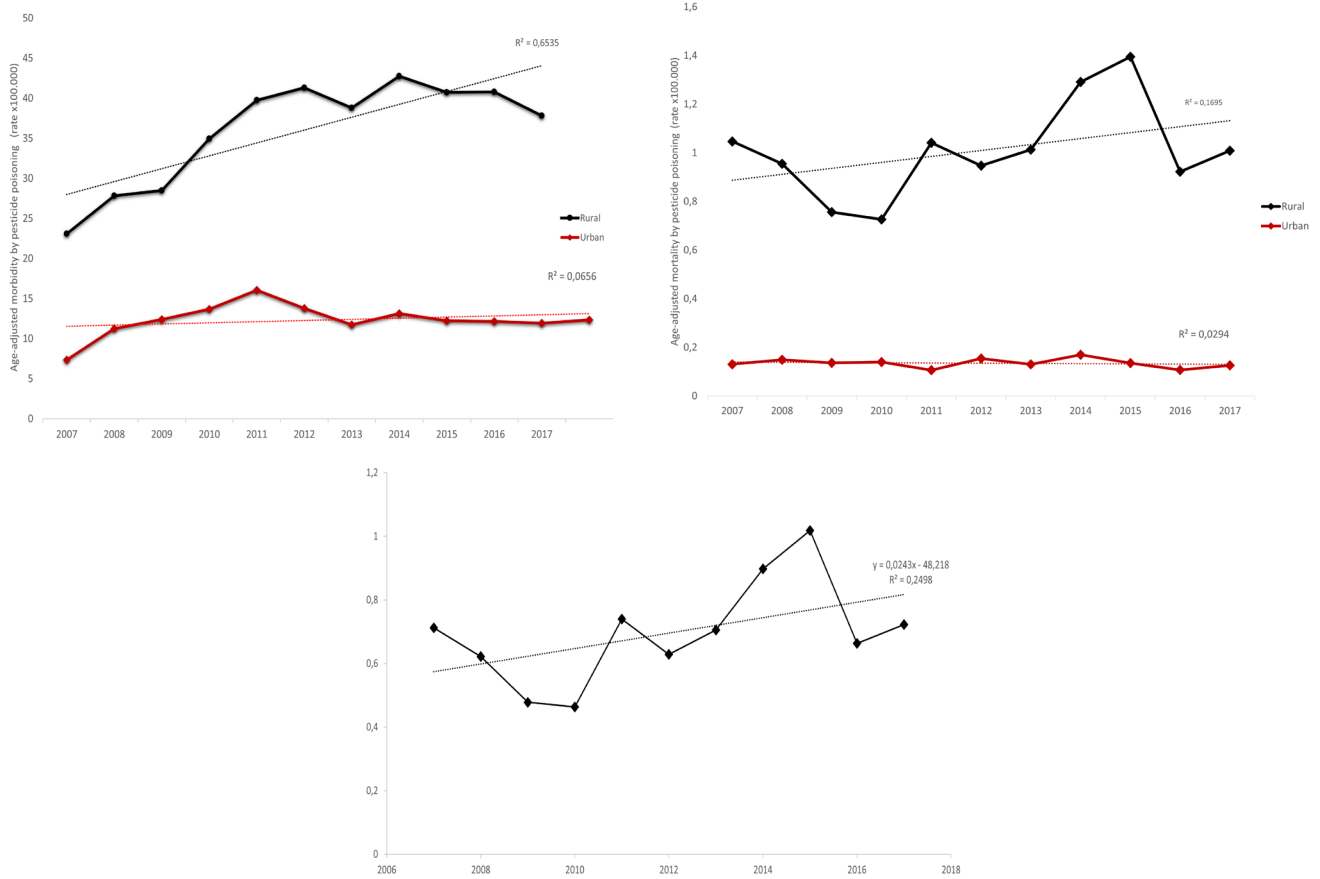 Age-adjusted morbidity by pesticide poisoning (rate x100.000)
50
45
40
35
30
25
20
15
10
5
0
R² = 0,6535
Rural
Urban
R² = 0,0656
2007 2008 2009 2010 2011 2012 2013 2014 2015 2016 2017
Age-adjusted mortality by pesticide poisoning (rate x100.000)
1,6
1,4
1,2
1
0,8
0,6
0,4
0,2
0
R² = 0,1695
Rural
Urban
R² = 0,0294
2007 2008 2009 2010 2011 2012 2013 2014 2015 2016 2017
1,2
1
0,8
0,6
0,4
0,2
0
y = 0,0243x - 48,218
R² = 0,2498
2006 2008 2010 2012 2014 2016 2018